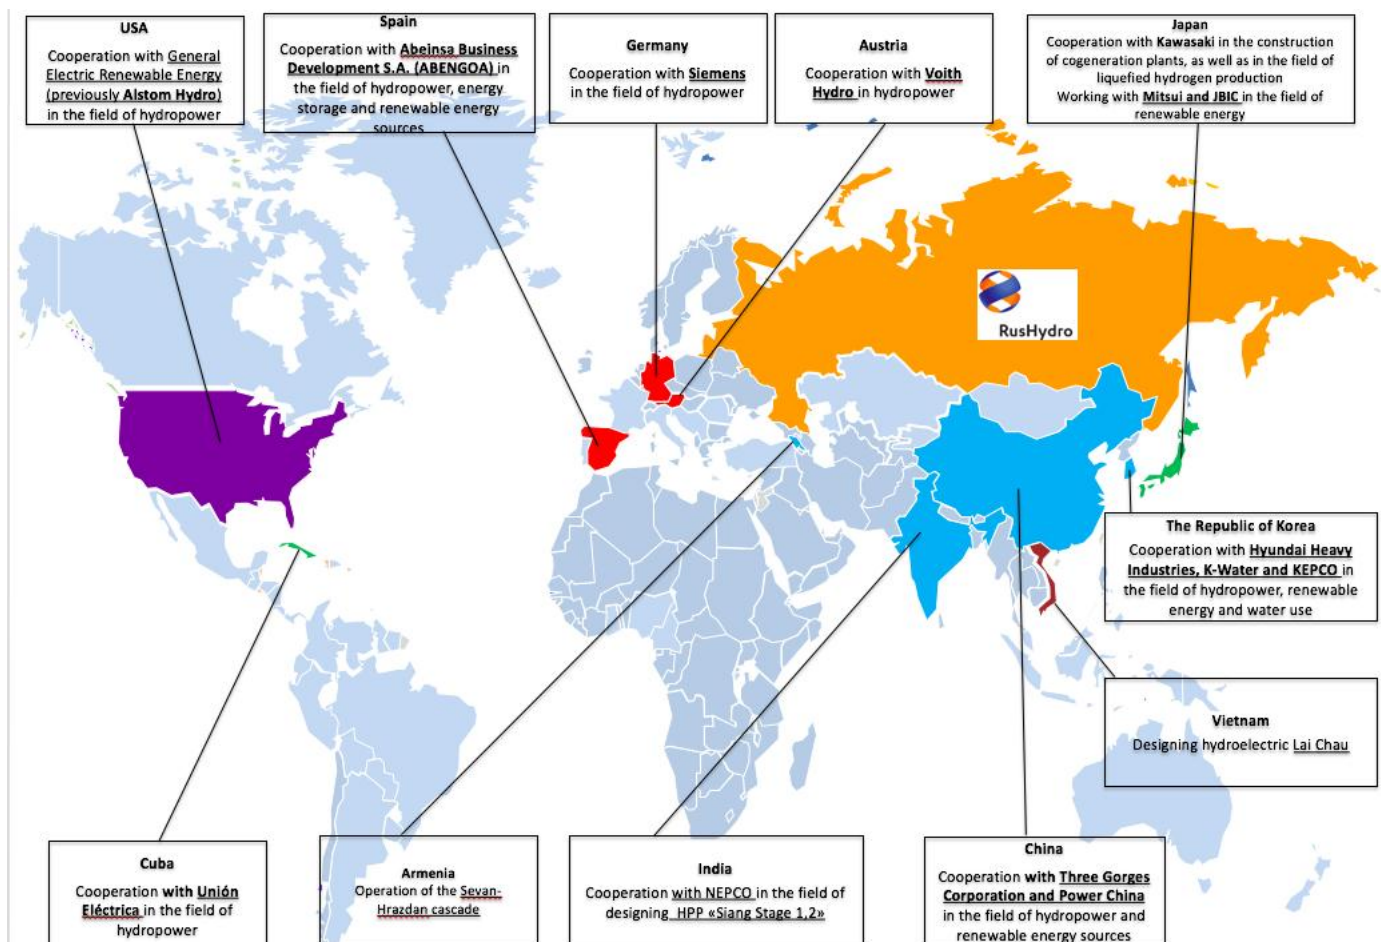 USA
Cooperation with General
Electric Renewable Energy
(previously Alstom Hydro)
in the field of hydropower
Spain
Cooperation with Abeinsa Business
Development S.A. (ABENGOA) in
the field of hydropower, energy
storage and renewable energy
sources
Germany
Cooperation with Siemens
in the field of hydropower
Austria
Cooperation with Voith
Hydro in hydropower
Japan
Cooperation with Kawasaki in the construction
of cogeneration plants, as well as in the field of
liquefied hydrogen production
Working with Mitsui and JBIC in the field of
renewable energy
RusHydro
The Republic of Korea
Cooperation with Hyundai Heavy
Industries, K-Water and KEPCO in
the field of hydropower, renewable
energy and water use
Vietnam
Designing hydroelectric Lai Chau
Cuba
Cooperation with Unión
Eléctrica in the field of
hydropower
Armenia
Operation of the Sevan-
Hrazdan cascade
India
Cooperation with NEPCO in the field of
designing HPP «Siang Stage 1,2»
China
Cooperation with Three Gorges
Corporation and Power China
in the field of hydropower and
renewable energy sources